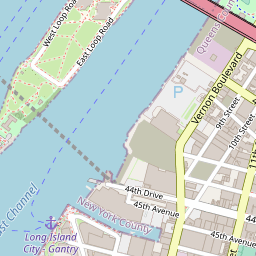 West Loop Road
East Loop Road
Queens County
P
Vernon Boulevard
9th Street
10th Street
11th
44th Drive
45th Avenue
45th Avenue
New York County
East Channel
Long Island
City - Gantry